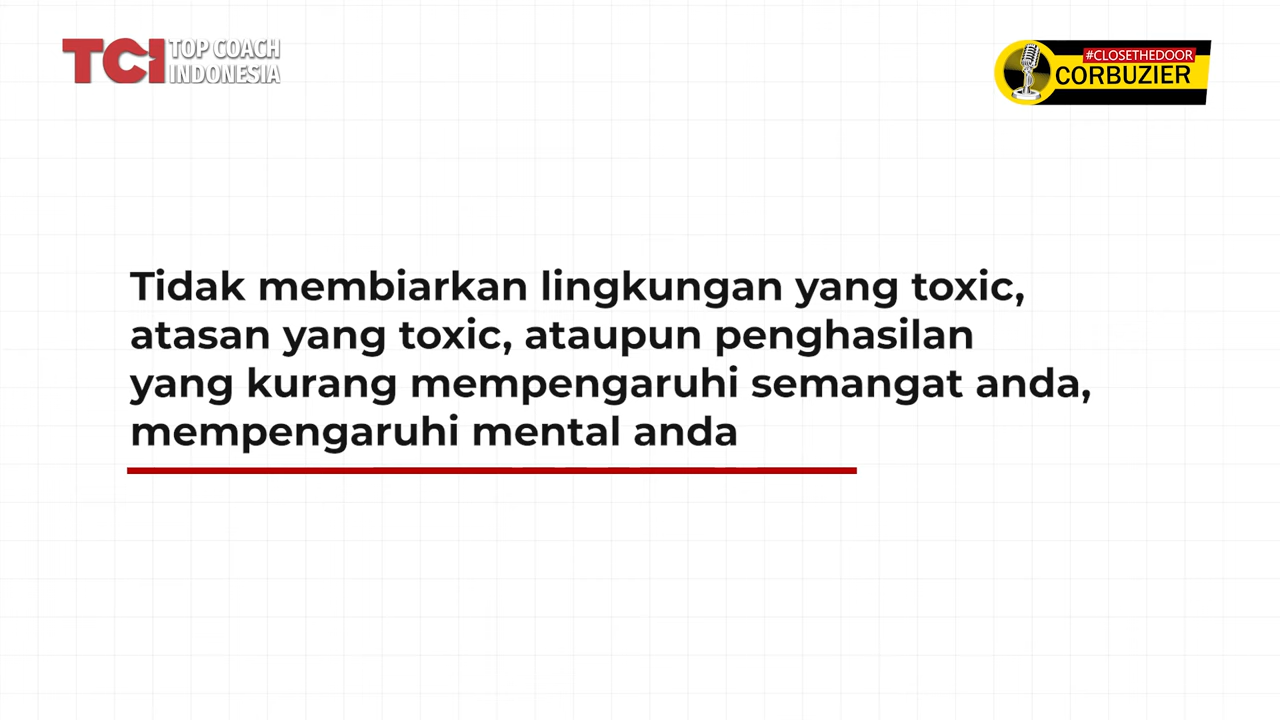 TCI TOP COACH
INDONESIA
#CLOSETHEDOOR
CORBUZIER
Tidak membiarkan lingkungan yang toxic,
atasan yang toxic, ataupun penghasilan
yang kurang mempengaruhi semangat anda,
mempengaruhi mental anda